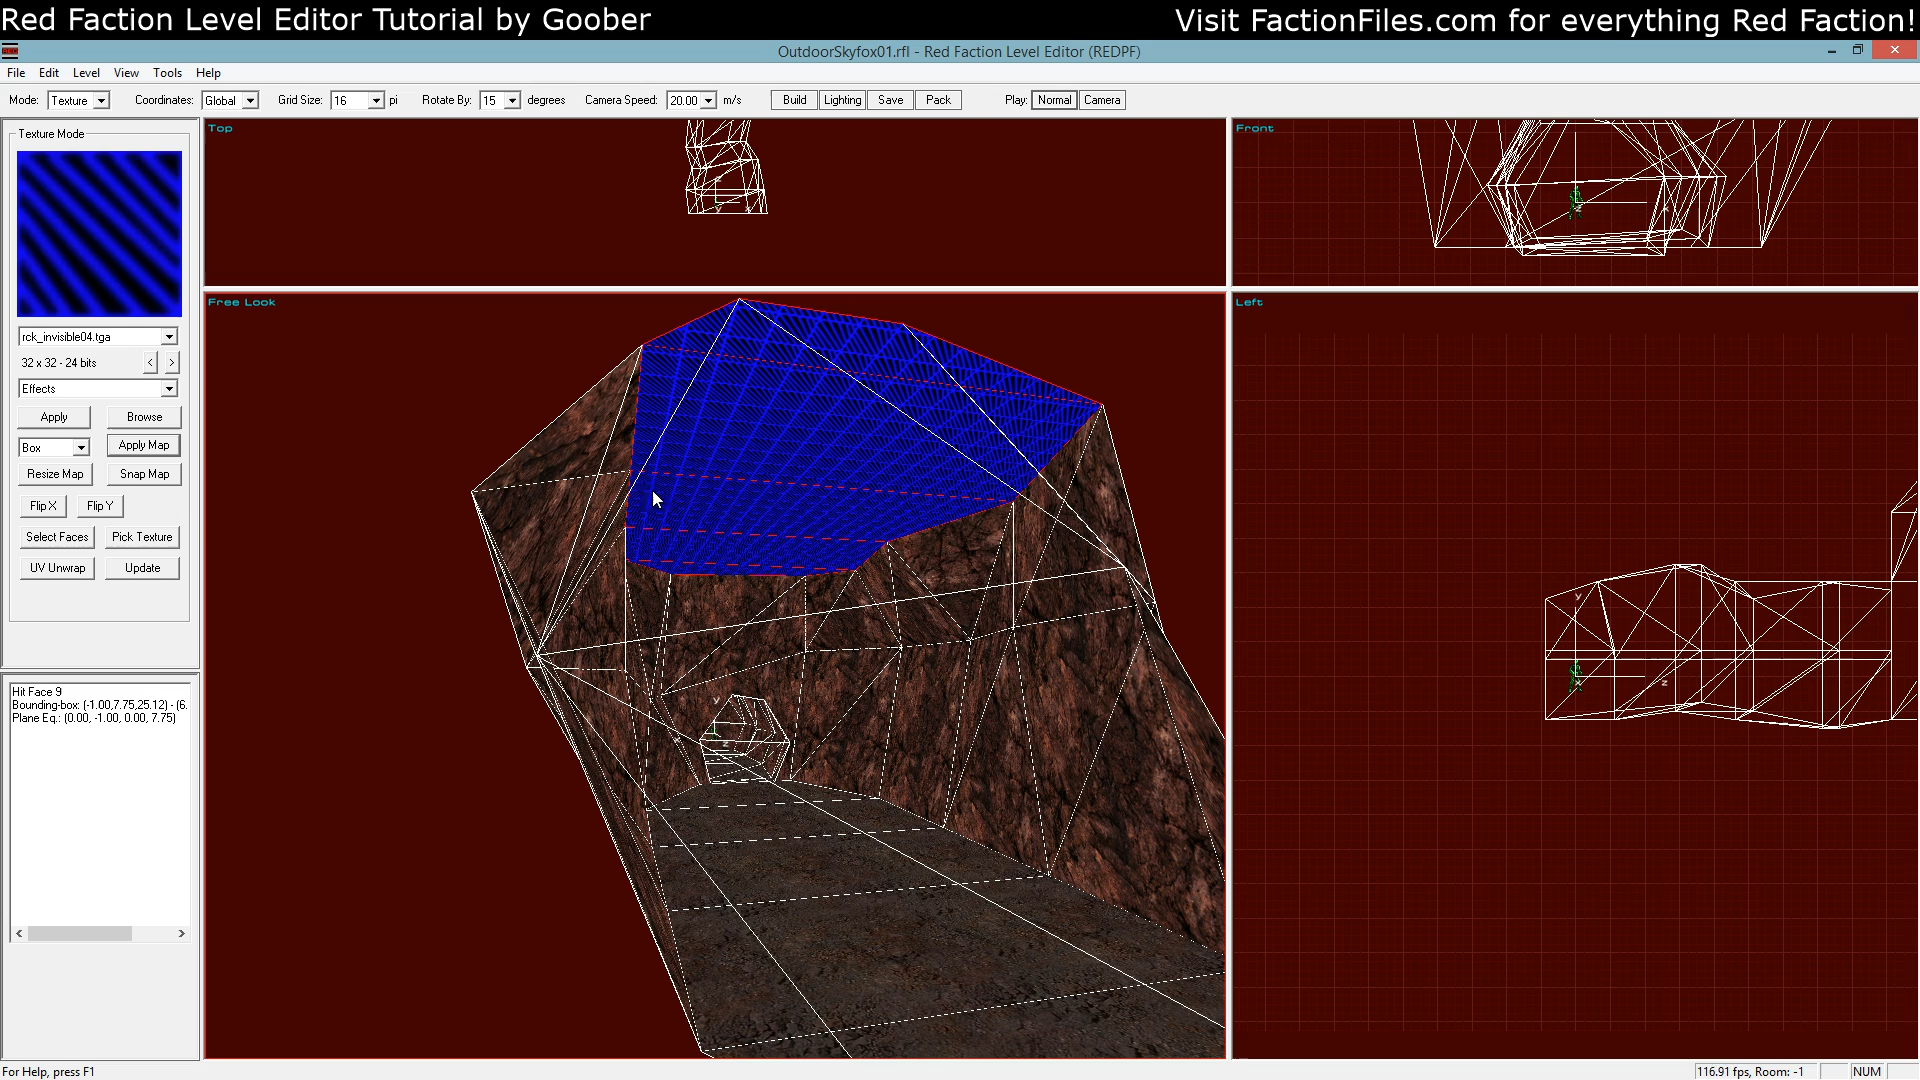 Red Faction Level Editor Tutorial by Goober
Visit FactionFiles.com for everything Red Faction!
OutdoorSkyfox01.rfl - Red Faction Level Editor (REDPF)
File Edit Level View Tools Help
Mode: Texture Coordinates: Global Grid Size: 16 pi Rotate By: 15 degrees Camera Speed: 20.00 m/s Build Lighting Save Pack Play: Normal Camera
Texture Mode
rck_invisible04.tga
32 x 32 - 24 bits < >
Effects
Apply Browse
Box Apply Map
Resize Map Snap Map
Flip X Flip Y
Select Faces Pick Texture
UV Unwrap Update
Hit Face 9
Bounding-box: (-1.00,7.75,25.12) - (6.
Plane Eq.: (0.00, -1.00, 0.00, 7.75)
Top
Front
Free Look
Left
For Help, press F1
116.91 fps, Room: -1 NUM